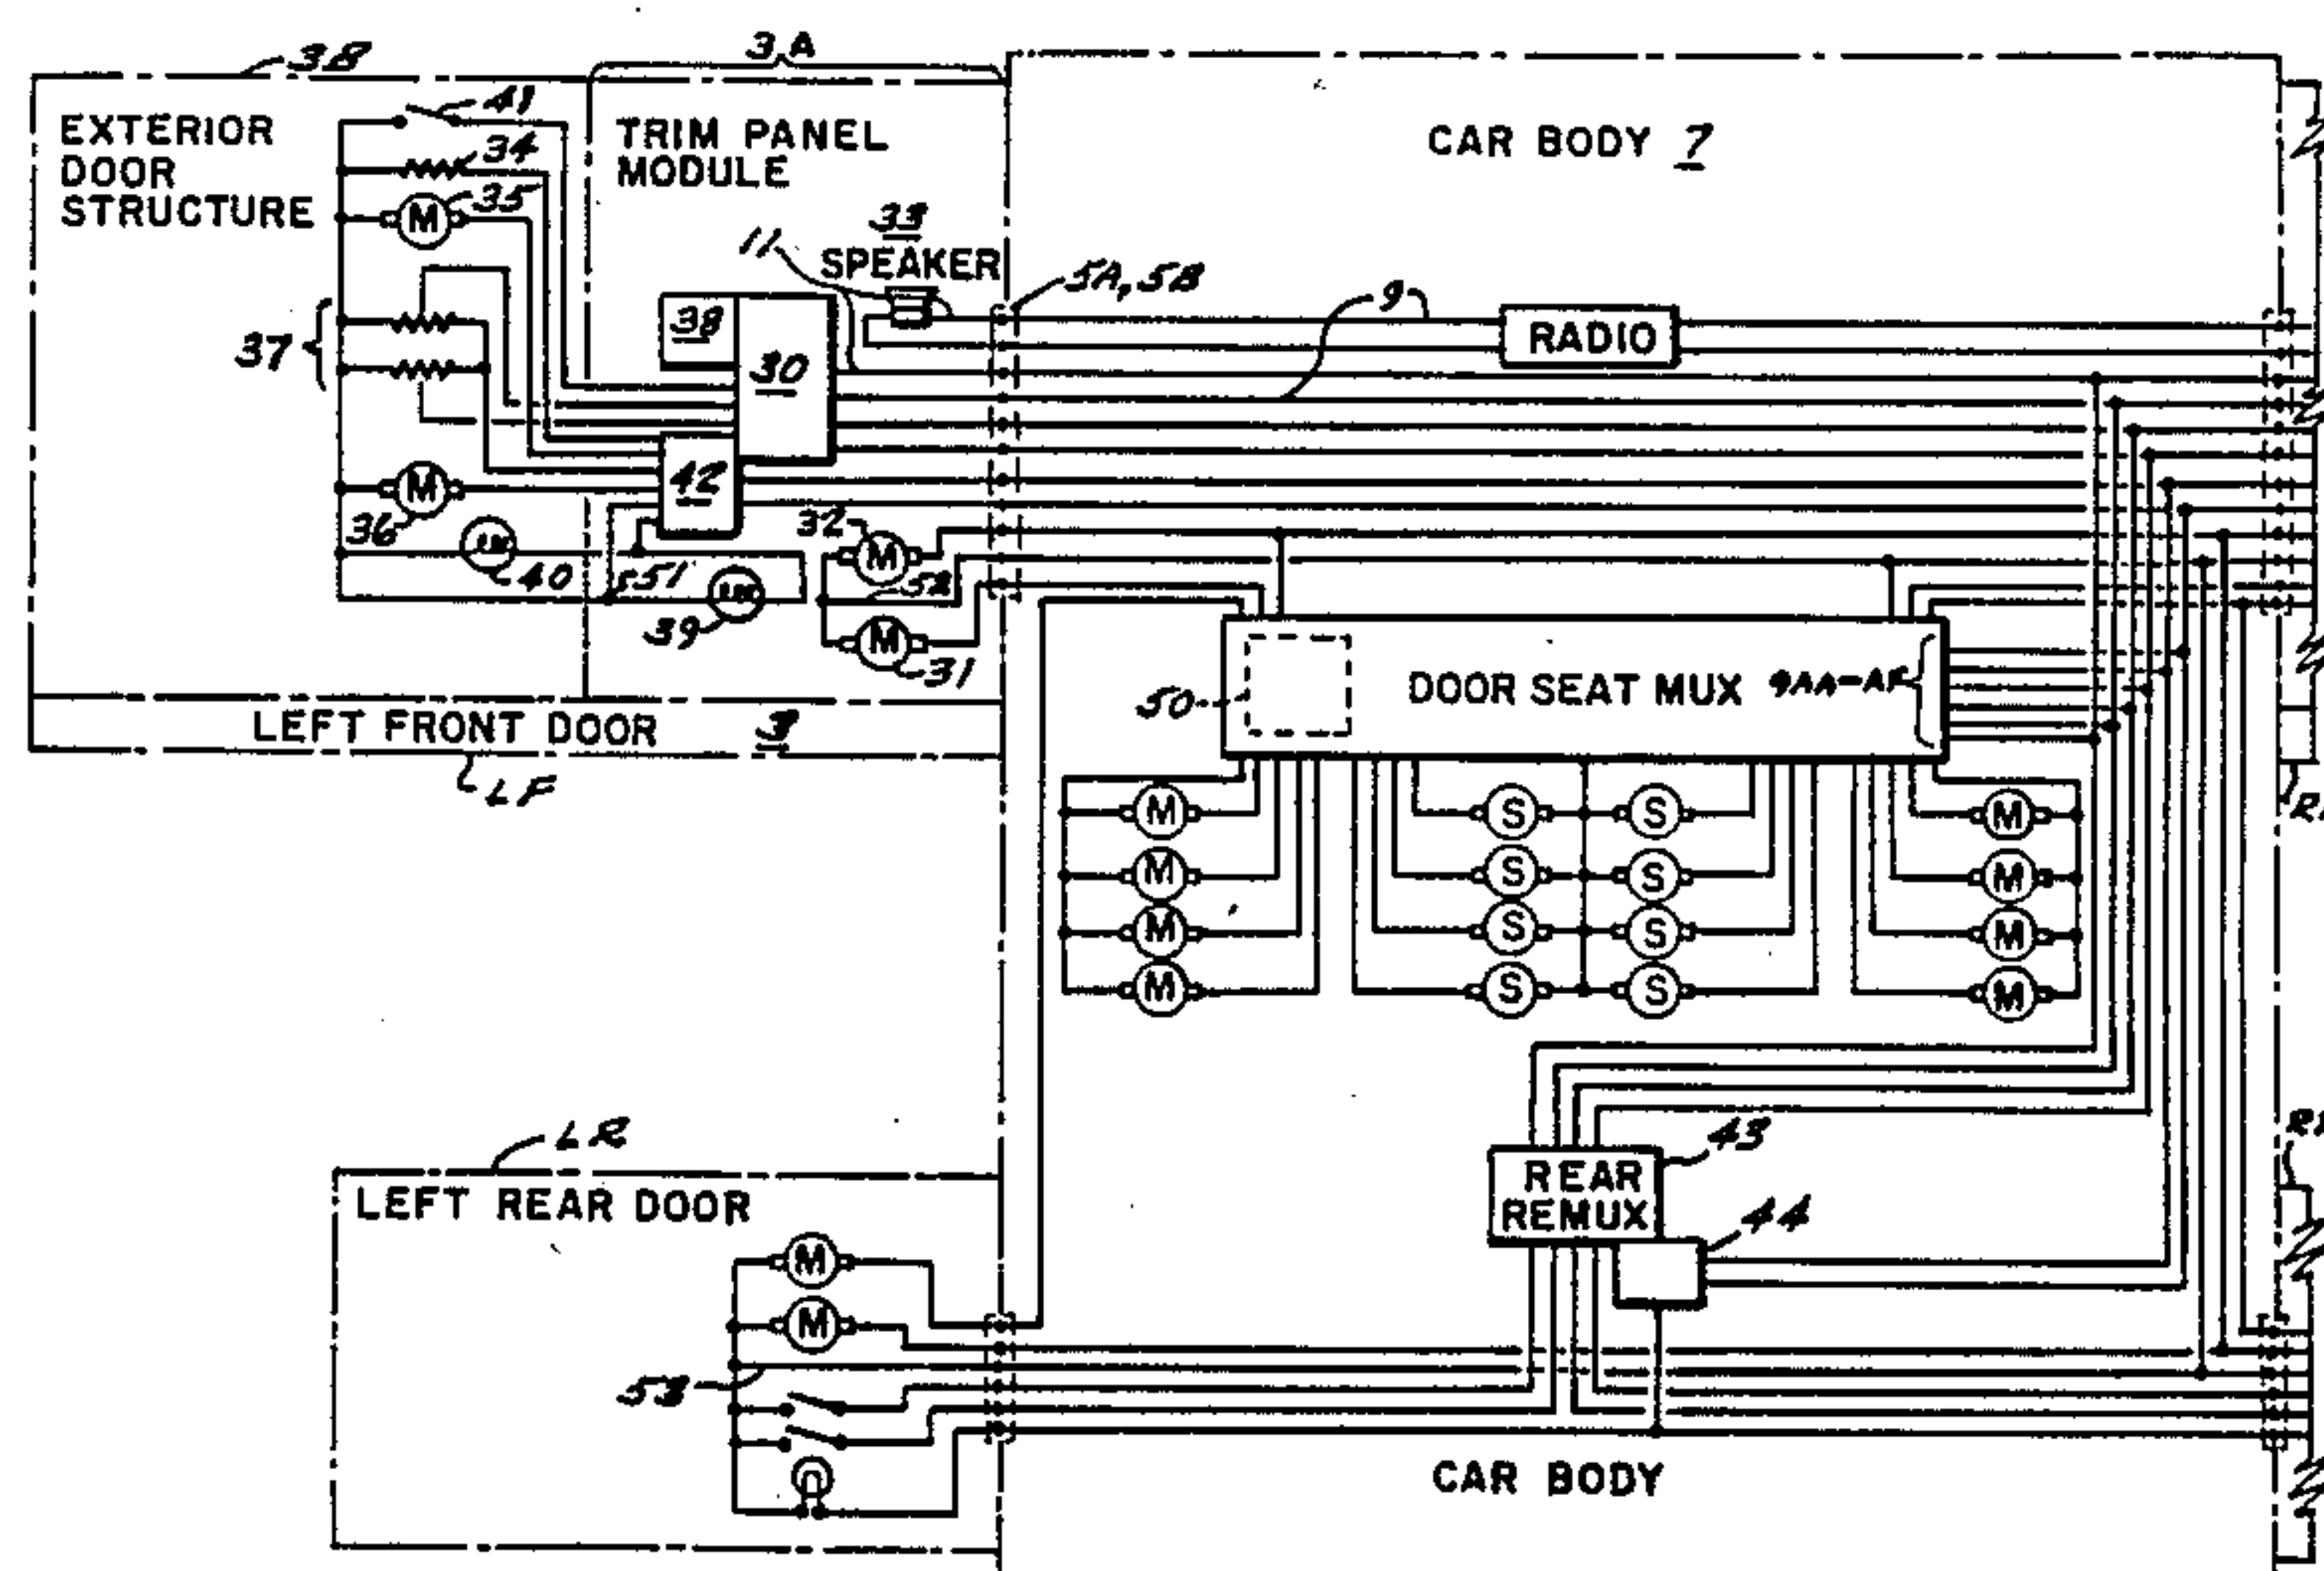 3B
3A
41
EXTERIOR
DOOR
STRUCTURE
34
35
TRIM PANEL
MODULE
CAR BODY 7
33
SPEAKER
11
5A, 5B
9
RADIO
37
38
30
42
36
32
M
M
M
M
40
51
52
39
31
50
DOOR SEAT MUX
9AA-AF
LEFT FRONT DOOR 3
LF
M
S
S
M
M
S
S
M
M
S
S
M
M
S
S
M
LR
LEFT REAR DOOR
43
REAR
REMUX
44
M
M
53
CAR BODY